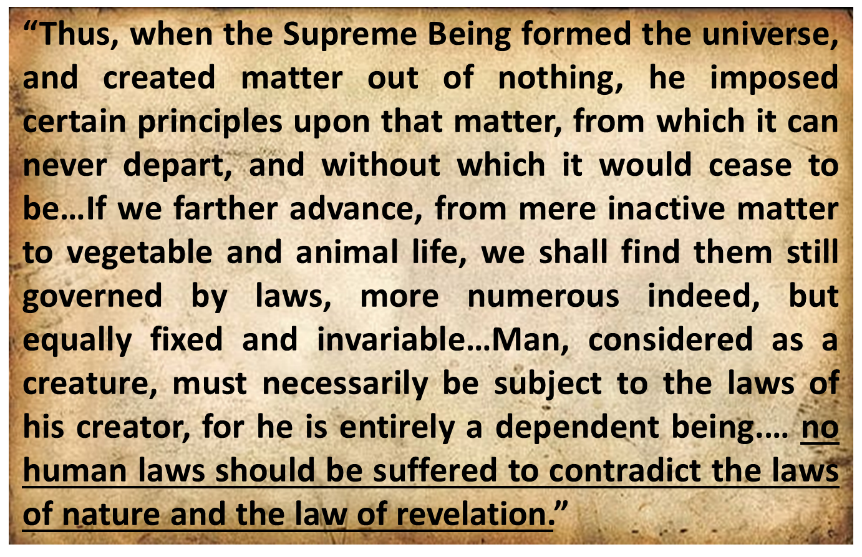 “Thus, when the Supreme Being formed the universe,
and created matter out of nothing, he imposed
certain principles upon that matter, from which it can
never depart, and without which it would cease to
be…If we farther advance, from mere inactive matter
to vegetable and animal life, we shall find them still
governed by laws, more numerous indeed, but
equally fixed and invariable…Man, considered as a
creature, must necessarily be subject to the laws of
his creator, for he is entirely a dependent being.… no
human laws should be suffered to contradict the laws
of nature and the law of revelation.”